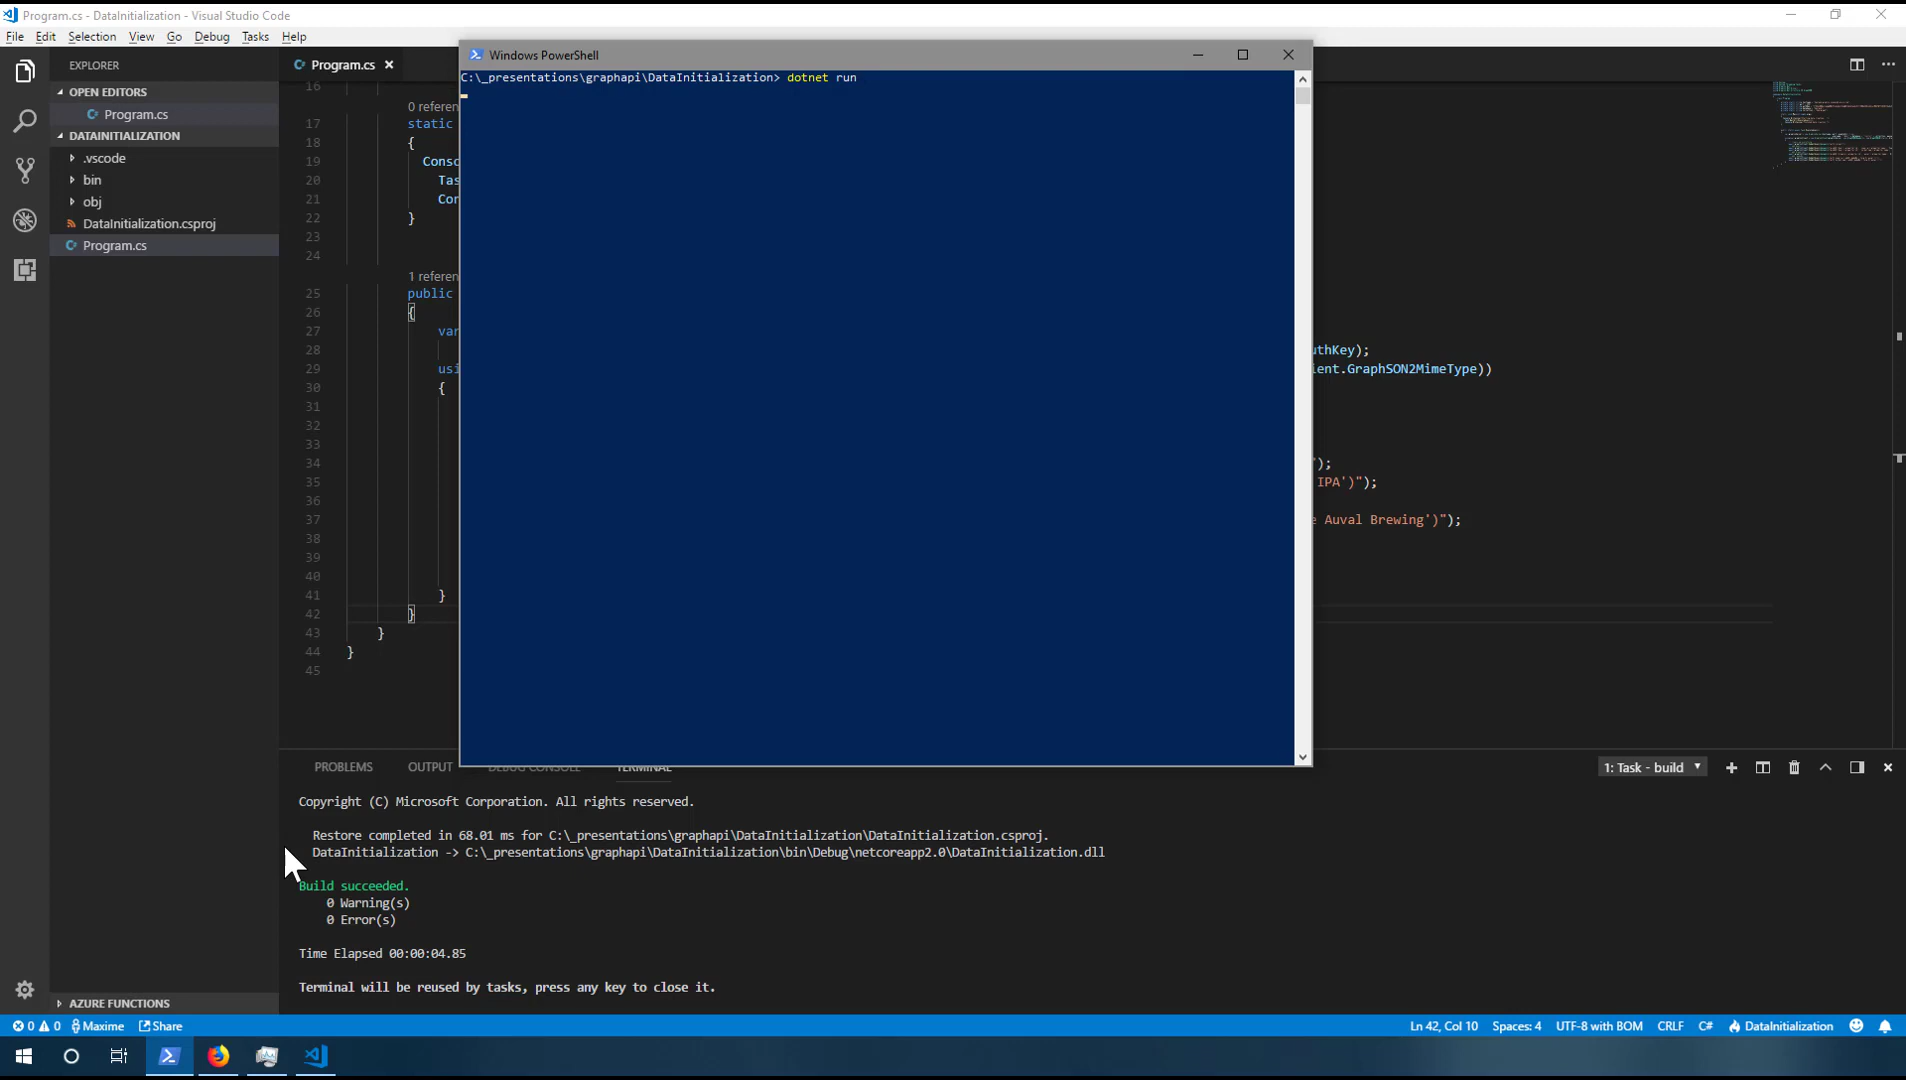 Program.cs - DataInitialization - Visual Studio Code
File Edit Selection View Go Debug Tasks Help
EXPLORER
OPEN EDITORS
Program.cs
DATAINITIALIZATION
.vscode
bin
obj
DataInitialization.csproj
Program.cs
AZURE FUNCTIONS
Program.cs
16
0 referen
17 static
18 {
19 Consc
20 Tas
21 Con
22 }
23
24
1 referen
25 public
26 {
27 var
28 uthKey);
29 usi ient.GraphSON2MimeType))
30 {
31
32
33
34 ");
35 IPA')");
36
37 e Auval Brewing')");
38
39
40
41 }
42 }
43 }
44 }
45
Windows PowerShell
C:\_presentations\graphapi\DataInitialization> dotnet run
PROBLEMS OUTPUT DEBUG CONSOLE TERMINAL
1: Task - build
Copyright (C) Microsoft Corporation. All rights reserved.
Restore completed in 68.01 ms for C:\_presentations\graphapi\DataInitialization\DataInitialization.csproj.
DataInitialization -> C:\_presentations\graphapi\DataInitialization\bin\Debug\netcoreapp2.0\DataInitialization.dll
Build succeeded.
0 Warning(s)
0 Error(s)
Time Elapsed 00:00:04.85
Terminal will be reused by tasks, press any key to close it.
0 0 Maxime Share
Ln 42, Col 10 Spaces: 4 UTF-8 with BOM CRLF C# DataInitialization